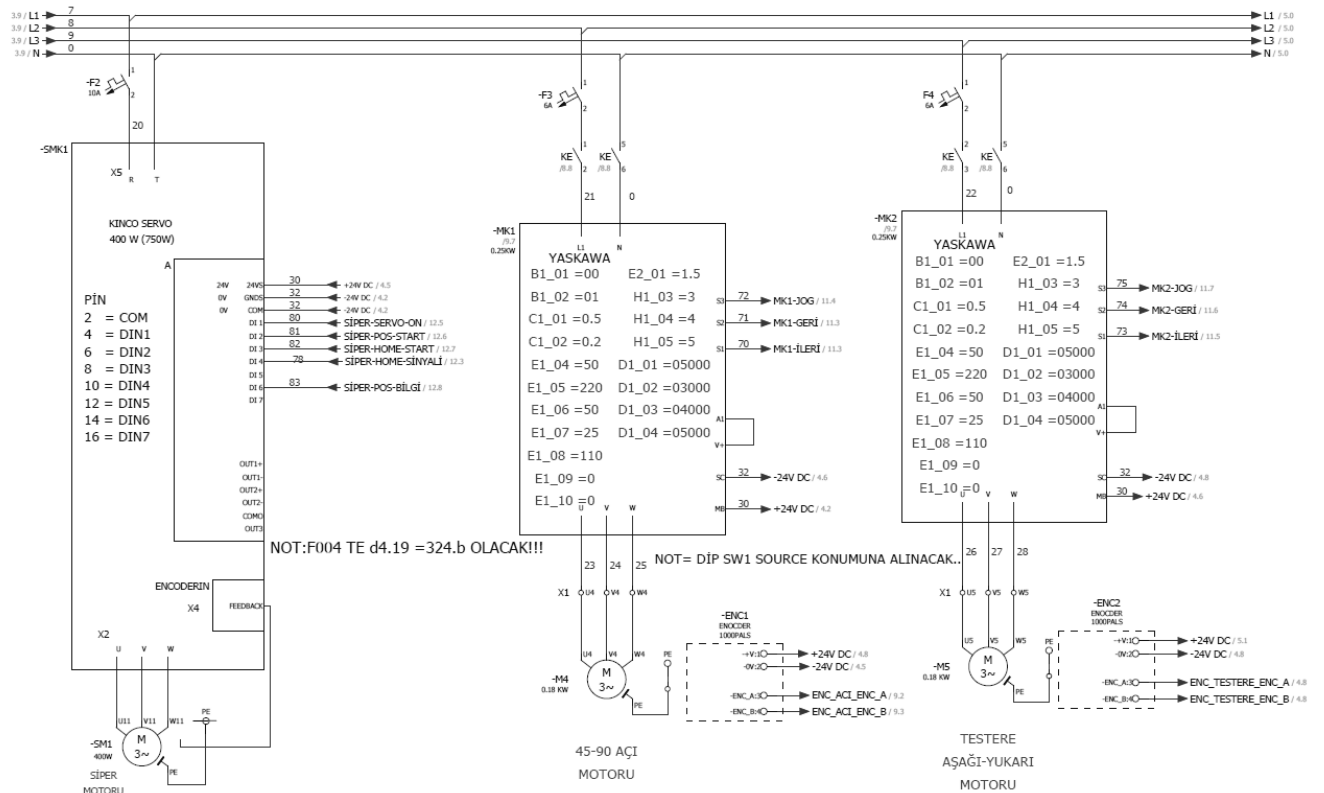 3.9 / L1 7 L1 / 5.0
3.9 / L2 8 L2 / 5.0
3.9 / L3 9 L3 / 5.0
3.9 / N 0 N / 5.0
-F2
10A
1
2
20
-F3
6A
1
2
F4
6A
1
2
KE
/8.8
1
2
KE
/8.8
5
6
21
0
KE
/8.8
2
3
KE
/8.8
5
6
22
0
-SMK1
X5
R T
KINCO SERVO
400 W (750W)
A
PİN
2 = COM
4 = DIN1
6 = DIN2
8 = DIN3
10 = DIN4
12 = DIN5
14 = DIN6
16 = DIN7
24V 24VS 30 +24V DC / 4.5
0V GNDS 32 -24V DC / 4.2
0V COM 32 -24V DC / 4.2
DI 1 80 SİPER-SERVO-ON / 12.5
DI 2 81 SİPER-POS-START / 12.6
DI 3 82 SİPER-HOME-START / 12.7
DI 4 78 SİPER-HOME-SİNYALİ / 12.3
DI 5
DI 6 83 SİPER-POS-BİLGİ / 12.8
DI 7
OUT1+
OUT1-
OUT2+
OUT2-
COMO
OUT3
NOT:F004 TE d4.19 =324.b OLACAK!!!
ENCODERIN
X4
FEEDBACK
X2
U V W
U11 V11 W11
PE
-SM1
400W
M
3~
PE
SİPER
MOTORU
-MK1
/9.7
0.25KW
L1 N
YASKAWA
B1_01 =00 E2_01 =1.5
B1_02 =01 H1_03 =3
C1_01 =0.5 H1_04 =4
C1_02 =0.2 H1_05 =5
E1_04 =50 D1_01 =05000
E1_05 =220 D1_02 =03000
E1_06 =50 D1_03 =04000
E1_07 =25 D1_04 =05000
E1_08 =110
E1_09 =0
E1_10 =0
U V W
S3 72 MK1-JOG / 11.4
S2 71 MK1-GERİ / 11.3
S1 70 MK1-İLERİ / 11.3
A1
V+
SC 32 -24V DC / 4.6
MB 30 +24V DC / 4.2
23 24 25
NOT= DİP SW1 SOURCE KONUMUNA ALINACAK..
X1 U4 V4 W4
U4 V4 W4
PE
-M4
0.18 KW
M
3~
PE
-ENC1
ENOCDER
1000PALS
-+V:1 +24V DC / 4.8
-0V:2 -24V DC / 4.5
-ENC_A:3 ENC_ACI_ENC_A / 9.2
-ENC_B:4 ENC_ACI_ENC_B / 9.3
45-90 AÇI
MOTORU
-MK2
/9.7
0.25KW
L1 N
YASKAWA
B1_01 =00 E2_01 =1.5
B1_02 =01 H1_03 =3
C1_01 =0.5 H1_04 =4
C1_02 =0.2 H1_05 =5
E1_04 =50 D1_01 =05000
E1_05 =220 D1_02 =03000
E1_06 =50 D1_03 =04000
E1_07 =25 D1_04 =05000
E1_08 =110
E1_09 =0
E1_10 =0
U V W
S3 75 MK2-JOG / 11.7
S2 74 MK2-GERİ / 11.6
S1 73 MK2-İLERİ / 11.5
A1
V+
SC 32 -24V DC / 4.8
MB 30 +24V DC / 4.6
26 27 28
X1 U5 V5 W5
U5 V5 W5
PE
-M5
0.18 KW
M
3~
PE
-ENC2
ENOCDER
1000PALS
-+V:1 +24V DC / 5.1
-0V:2 -24V DC / 4.8
-ENC_A:3 ENC_TESTERE_ENC_A / 4.8
-ENC_B:4 ENC_TESTERE_ENC_B / 4.8
TESTERE
AŞAĞI-YUKARI
MOTORU